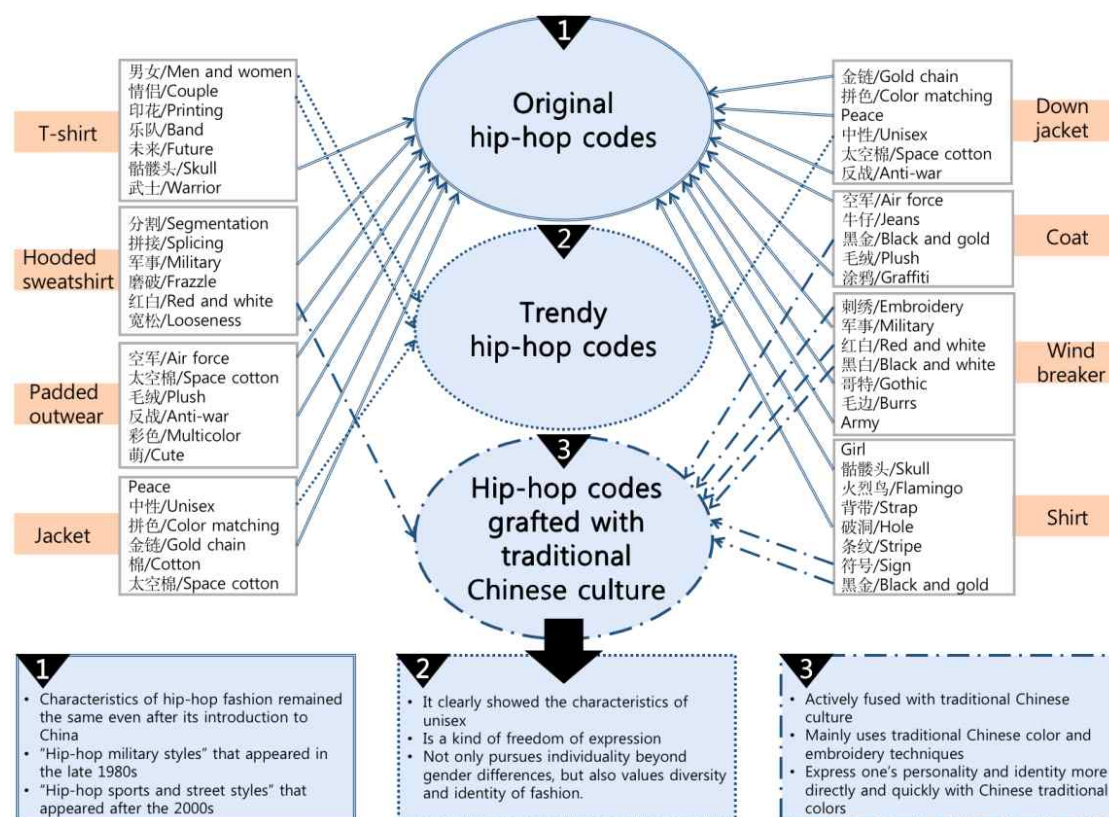 1
Original
hip-hop codes
2
Trendy
hip-hop codes
3
Hip-hop codes
grafted with
traditional
Chinese culture
T-shirt
男女/Men and women
情侣/Couple
印花/Printing
乐队/Band
未来/Future
骷髅头/Skull
武士/Warrior
Hooded
sweatshirt
分割/Segmentation
拼接/Splicing
军事/Military
磨破/Frazzle
红白/Red and white
宽松/Looseness
Padded
outwear
空军/Air force
太空棉/Space cotton
毛绒/Plush
反战/Anti-war
彩色/Multicolor
萌/Cute
Jacket
Peace
中性/Unisex
拼色/Color matching
金链/Gold chain
棉/Cotton
太空棉/Space cotton
金链/Gold chain
拼色/Color matching
Peace
中性/Unisex
太空棉/Space cotton
反战/Anti-war
Down
jacket
空军/Air force
牛仔/Jeans
黑金/Black and gold
毛绒/Plush
涂鸦/Graffiti
Coat
刺绣/Embroidery
军事/Military
红白/Red and white
黑白/Black and white
哥特/Gothic
毛边/Burrs
Army
Wind
breaker
Girl
骷髅头/Skull
火烈鸟/Flamingo
背带/Strap
破洞/Hole
条纹/Stripe
符号/Sign
黑金/Black and gold
Shirt
1
• Characteristics of hip-hop fashion remained
the same even after its introduction to
China
• "Hip-hop military styles" that appeared in
the late 1980s
• "Hip-hop sports and street styles" that
appeared after the 2000s
2
• It clearly showed the characteristics of
unisex
• Is a kind of freedom of expression
• Not only pursues individuality beyond
gender differences, but also values diversity
and identity of fashion.
3
• Actively fused with traditional Chinese
culture
• Mainly uses traditional Chinese color and
embroidery techniques
• Express one's personality and identity more
directly and quickly with Chinese traditional
colors